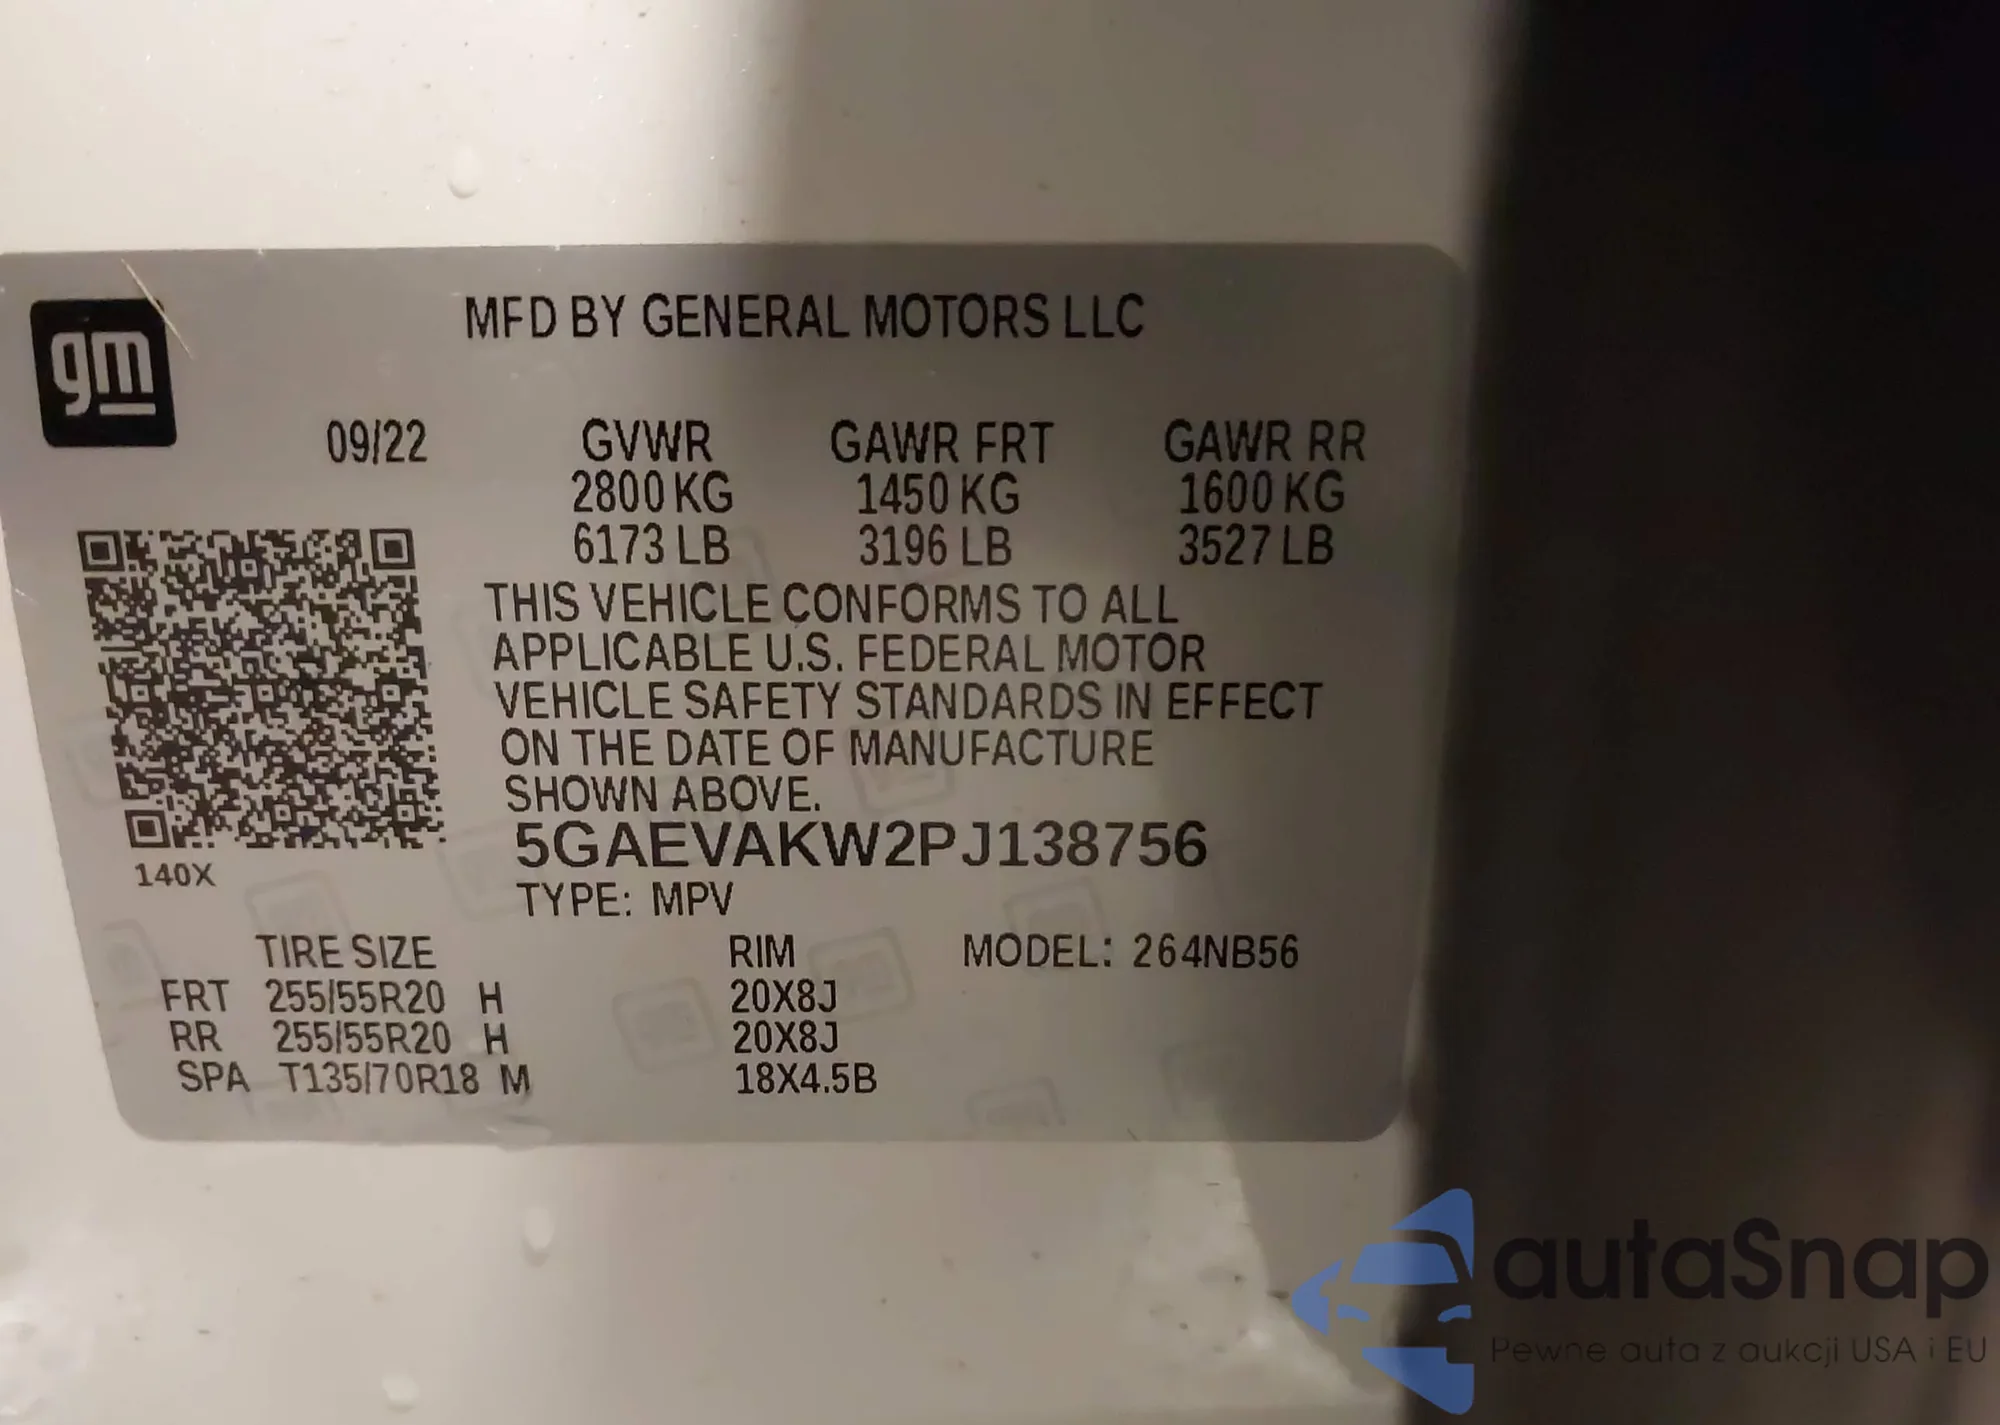 gm
MFD BY GENERAL MOTORS LLC
09/22 GVWR GAWR FRT GAWR RR
2800 KG 1450 KG 1600 KG
6173 LB 3196 LB 3527 LB
THIS VEHICLE CONFORMS TO ALL
APPLICABLE U.S. FEDERAL MOTOR
VEHICLE SAFETY STANDARDS IN EFFECT
ON THE DATE OF MANUFACTURE
SHOWN ABOVE.
5GAEVAKW2PJ138756
140X
TYPE: MPV
TIRE SIZE RIM MODEL: 264NB56
FRT 255/55R20 H 20X8J
RR 255/55R20 H 20X8J
SPA T135/70R18 M 18X4.5B
autaSnap
Pewne auta z aukcji USA i EU